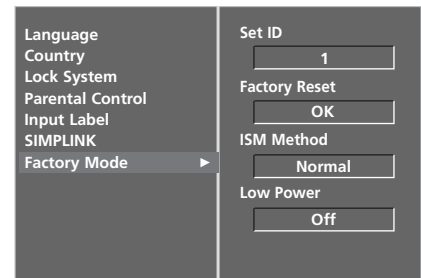 Language
Country
Lock System
Parental Control
Input Label
SIMPLINK
Factory Mode ►
Set ID
1
Factory Reset
OK
ISM Method
Normal
Low Power
Off